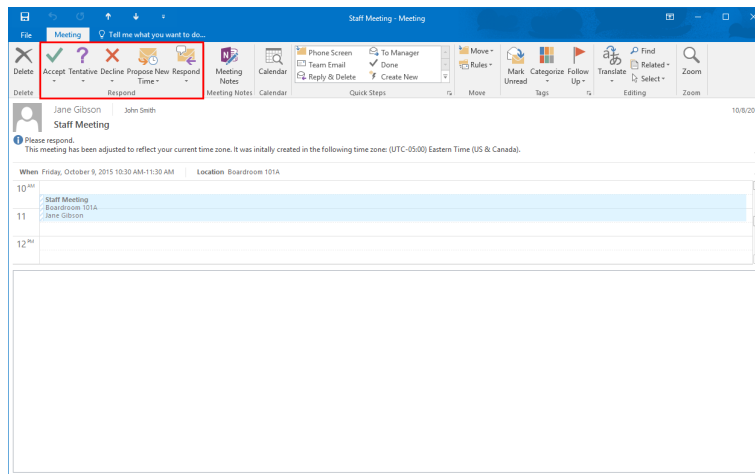 Staff Meeting - Meeting
File Meeting Tell me what you want to do...
Delete Accept Tentative Decline Propose New Time Respond Meeting Notes Calendar Phone Screen Team Email Reply & Delete To Manager Done Create New Move Rules Mark Unread Categorize Follow Up Translate Find Related Select Zoom
Delete Respond Meeting Notes Calendar Quick Steps Move Tags Editing Zoom
Jane Gibson John Smith 10/8/20
Staff Meeting
Please respond.
This meeting has been adjusted to reflect your current time zone. It was initally created in the following time zone: (UTC-05:00) Eastern Time (US & Canada).
When Friday, October 9, 2015 10:30 AM-11:30 AM Location Boardroom 101A
10 AM
Staff Meeting
Boardroom 101A
11 Jane Gibson
12 PM